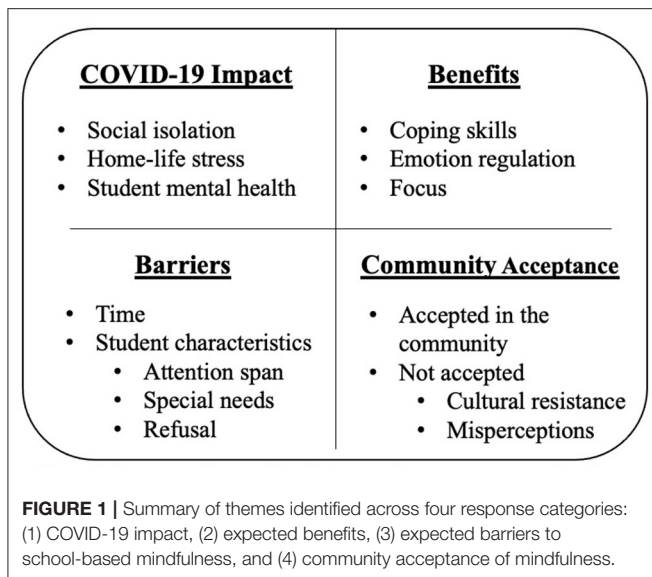 COVID-19 Impact
• Social isolation
• Home-life stress
• Student mental health
Benefits
• Coping skills
• Emotion regulation
• Focus
Barriers
• Time
• Student characteristics
• Attention span
• Special needs
• Refusal
Community Acceptance
• Accepted in the
community
• Not accepted
• Cultural resistance
• Misperceptions
FIGURE 1 | Summary of themes identified across four response categories:
(1) COVID-19 impact, (2) expected benefits, (3) expected barriers to
school-based mindfulness, and (4) community acceptance of mindfulness.